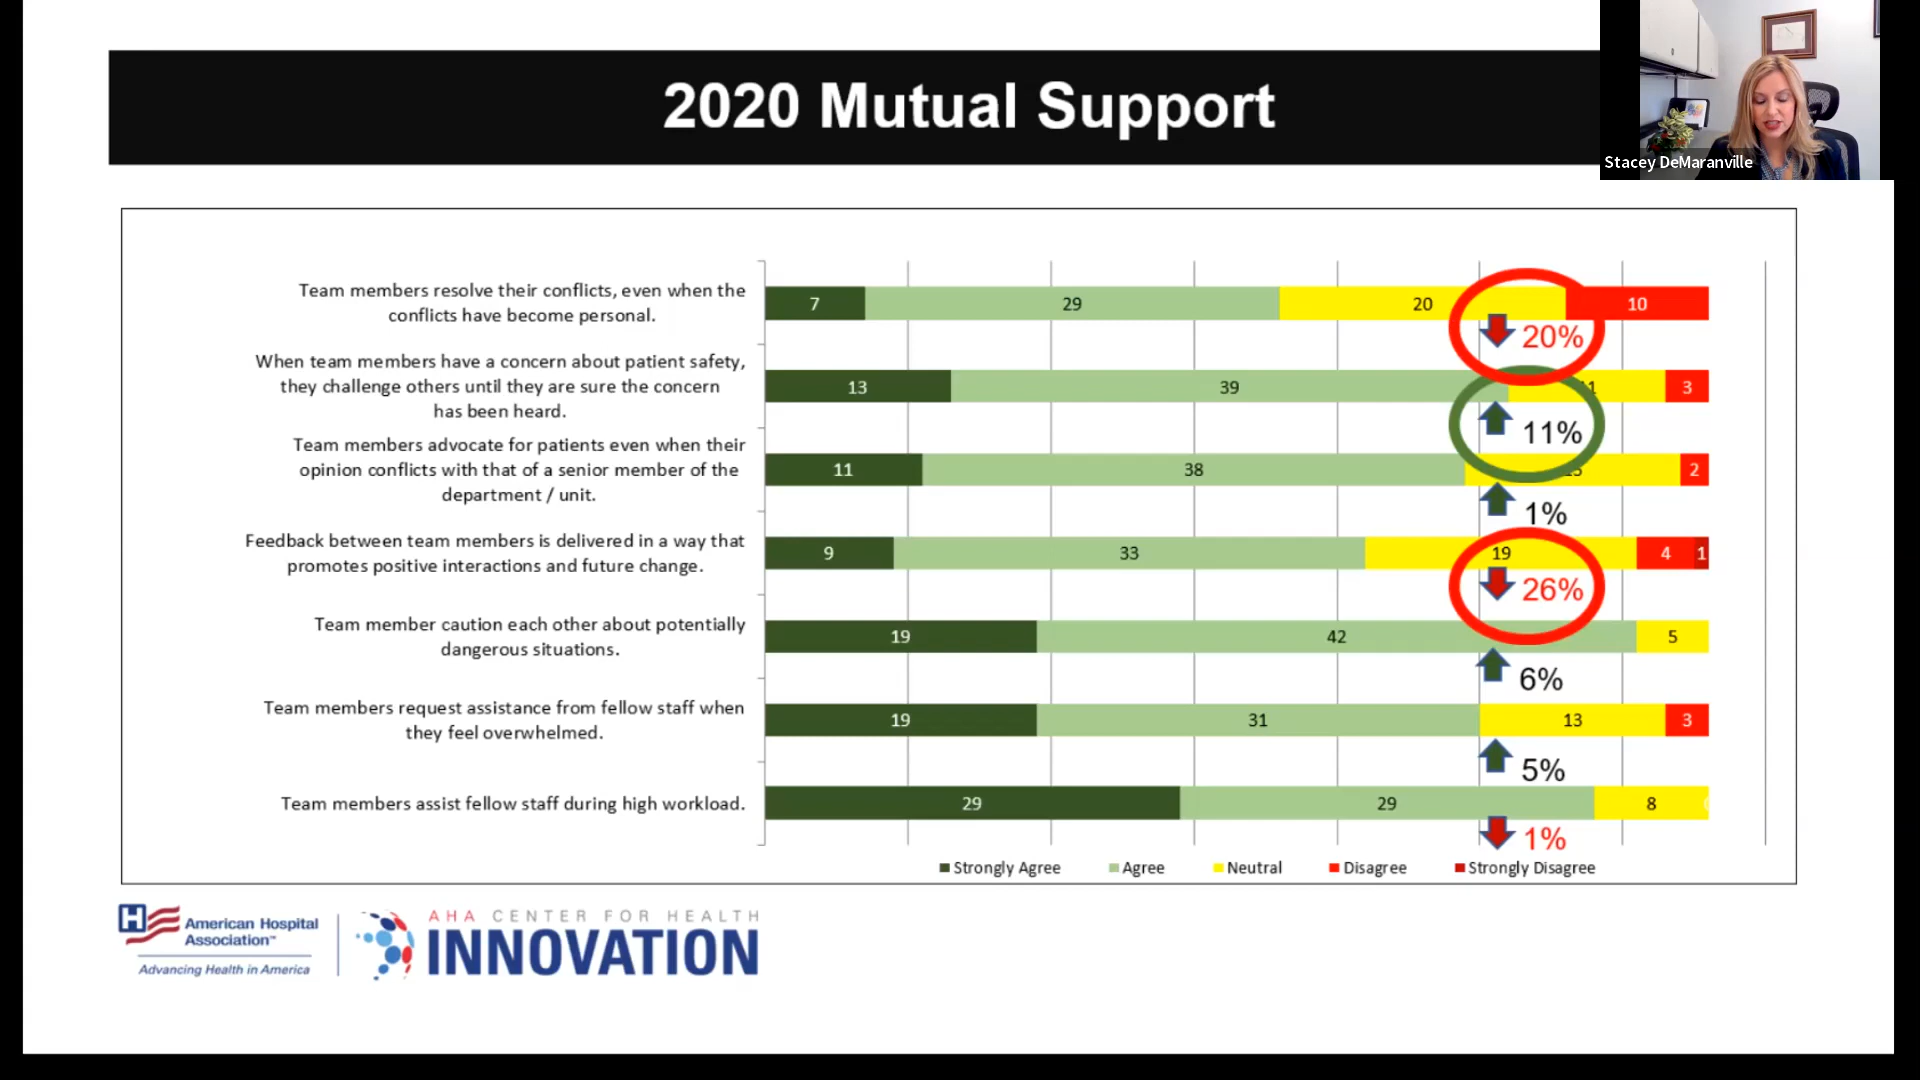 2020 Mutual Support
Stacey DeMaranville
Team members resolve their conflicts, even when the
conflicts have become personal.
7 29 20 10
20%
When team members have a concern about patient safety,
they challenge others until they are sure the concern
has been heard.
13 39 11 3
11%
Team members advocate for patients even when their
opinion conflicts with that of a senior member of the
department / unit.
11 38 15 2
1%
Feedback between team members is delivered in a way that
promotes positive interactions and future change.
9 33 19 4 1
26%
Team member caution each other about potentially
dangerous situations.
19 42 5
6%
Team members request assistance from fellow staff when
they feel overwhelmed.
19 31 13 3
5%
Team members assist fellow staff during high workload.
29 29 8
1%
Strongly Agree Agree Neutral Disagree Strongly Disagree
H American Hospital
Association™
Advancing Health in America
AHA CENTER FOR HEALTH
INNOVATION